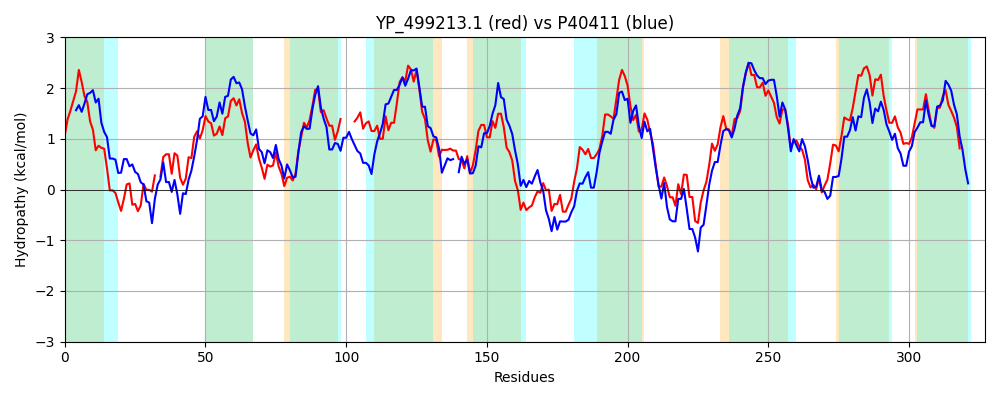 YP_499213.1 (red) vs P40411 (blue)
Hydropathy (kcal/mol)
3
2
1
0
−1
−2
−3
0 50 100 150 200 250 300
Residues